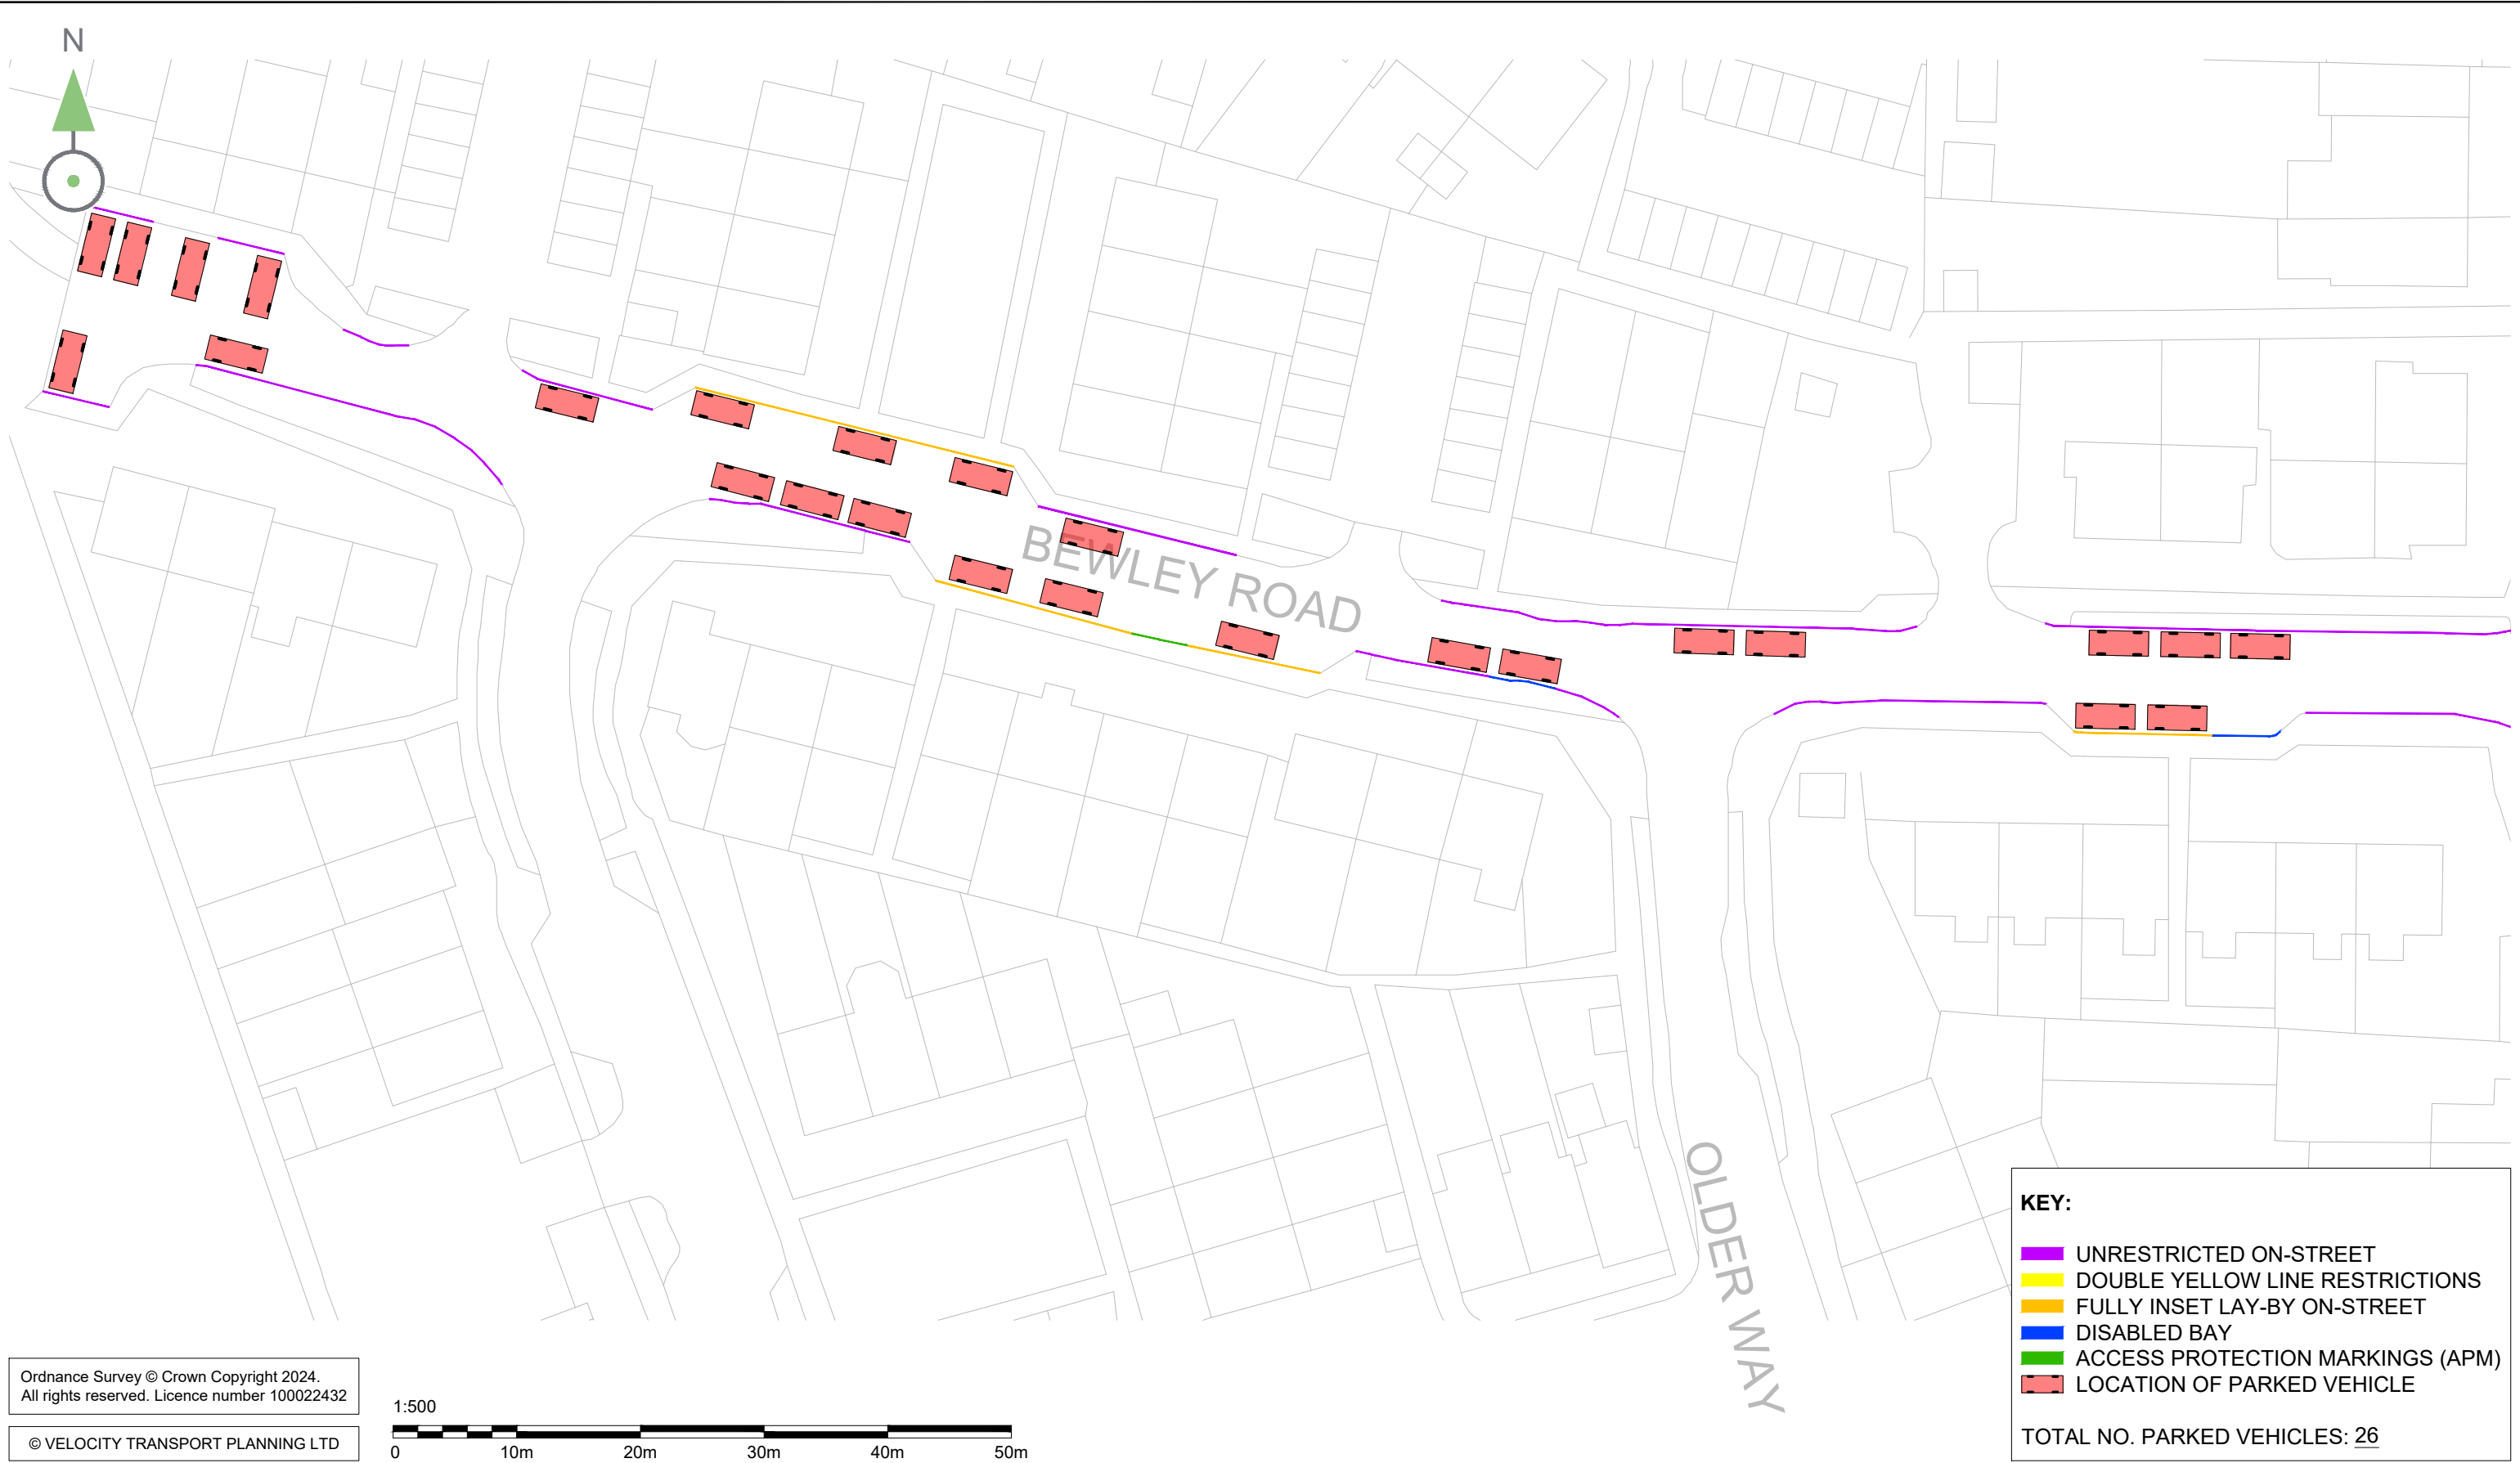 N
BEWLEY ROAD
OLDER WAY
KEY:
UNRESTRICTED ON-STREET
DOUBLE YELLOW LINE RESTRICTIONS
FULLY INSET LAY-BY ON-STREET
DISABLED BAY
ACCESS PROTECTION MARKINGS (APM)
LOCATION OF PARKED VEHICLE
TOTAL NO. PARKED VEHICLES: 26
Ordnance Survey © Crown Copyright 2024.
All rights reserved. Licence number 100022432
© VELOCITY TRANSPORT PLANNING LTD
1:500
0 10m 20m 30m 40m 50m